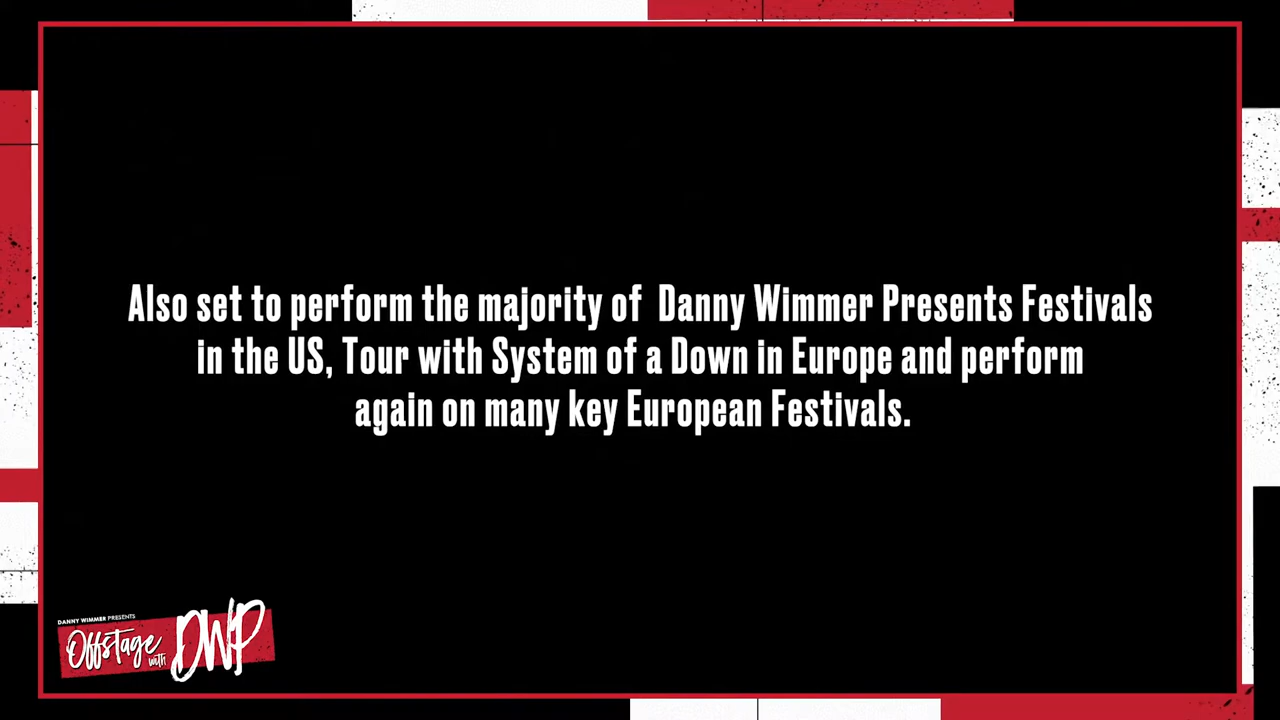 Also set to perform the majority of  Danny Wimmer Presents Festivals
in the US, Tour with System of a Down in Europe and perform
again on many key European Festivals.
DANNY WIMMER PRESENTS
Offstage with DWP